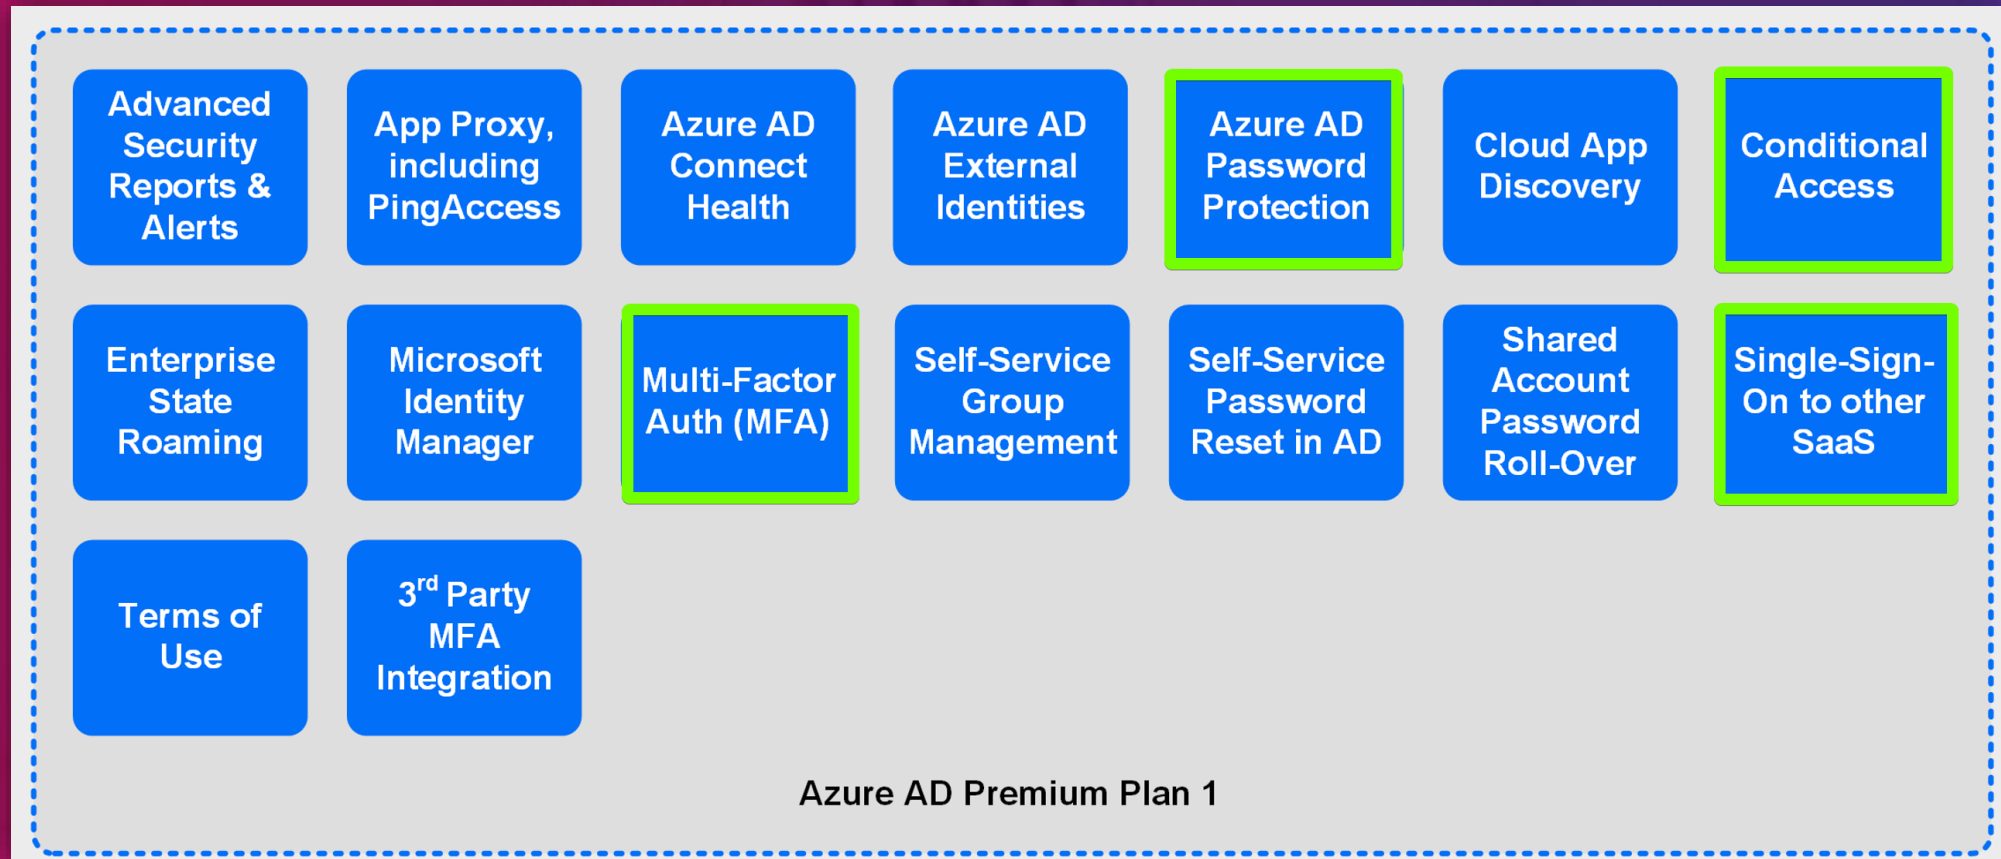 Advanced
Security
Reports &
Alerts
App Proxy,
including
PingAccess
Azure AD
Connect
Health
Azure AD
External
Identities
Azure AD
Password
Protection
Cloud App
Discovery
Conditional
Access
Enterprise
State
Roaming
Microsoft
Identity
Manager
Multi-Factor
Auth (MFA)
Self-Service
Group
Management
Self-Service
Password
Reset in AD
Shared
Account
Password
Roll-Over
Single-Sign-
On to other
SaaS
Terms of
Use
3rd Party
MFA
Integration
Azure AD Premium Plan 1